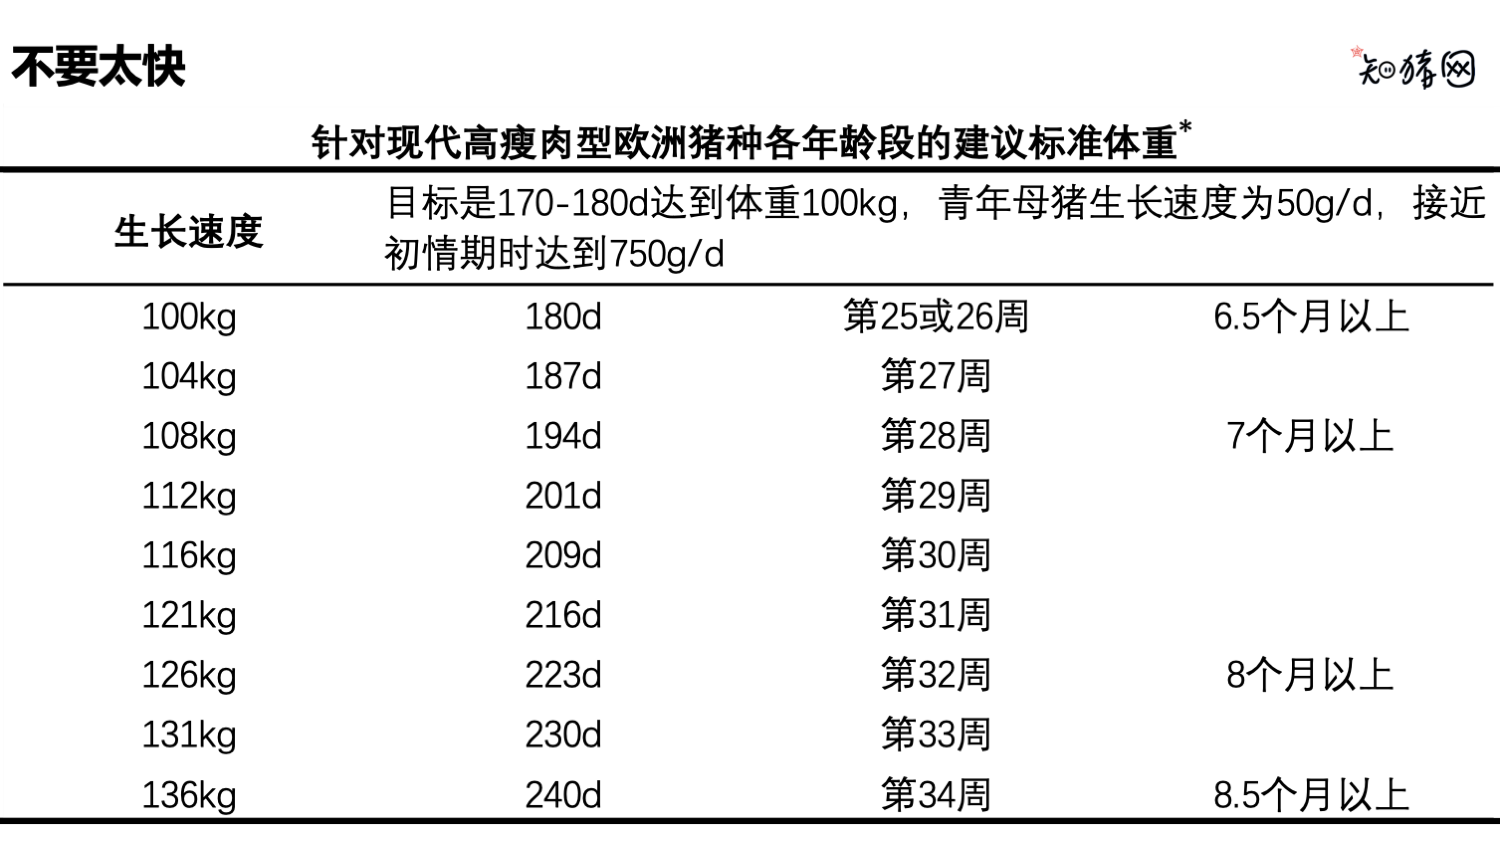 不要太快
知猪网
针对现代高瘦肉型欧洲猪种各年龄段的建议标准体重*
生长速度
目标是170-180d达到体重100kg，青年母猪生长速度为50g/d，接近
初情期时达到750g/d
100kg 180d 第25或26周 6.5个月以上
104kg 187d 第27周
108kg 194d 第28周 7个月以上
112kg 201d 第29周
116kg 209d 第30周
121kg 216d 第31周
126kg 223d 第32周 8个月以上
131kg 230d 第33周
136kg 240d 第34周 8.5个月以上